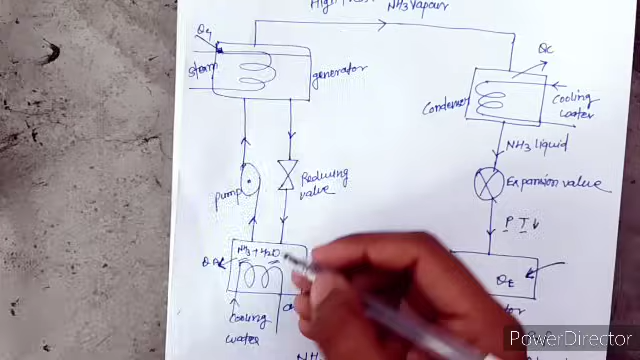 NH3 Vapour
QG
QC
Steam
generator
Condenser
Cooling
water
NH3 liquid
Pump
Reducing
valve
Expansion value
P T ↓
NH3 + H2O
QA
QE
Cooling
water
PowerDirector